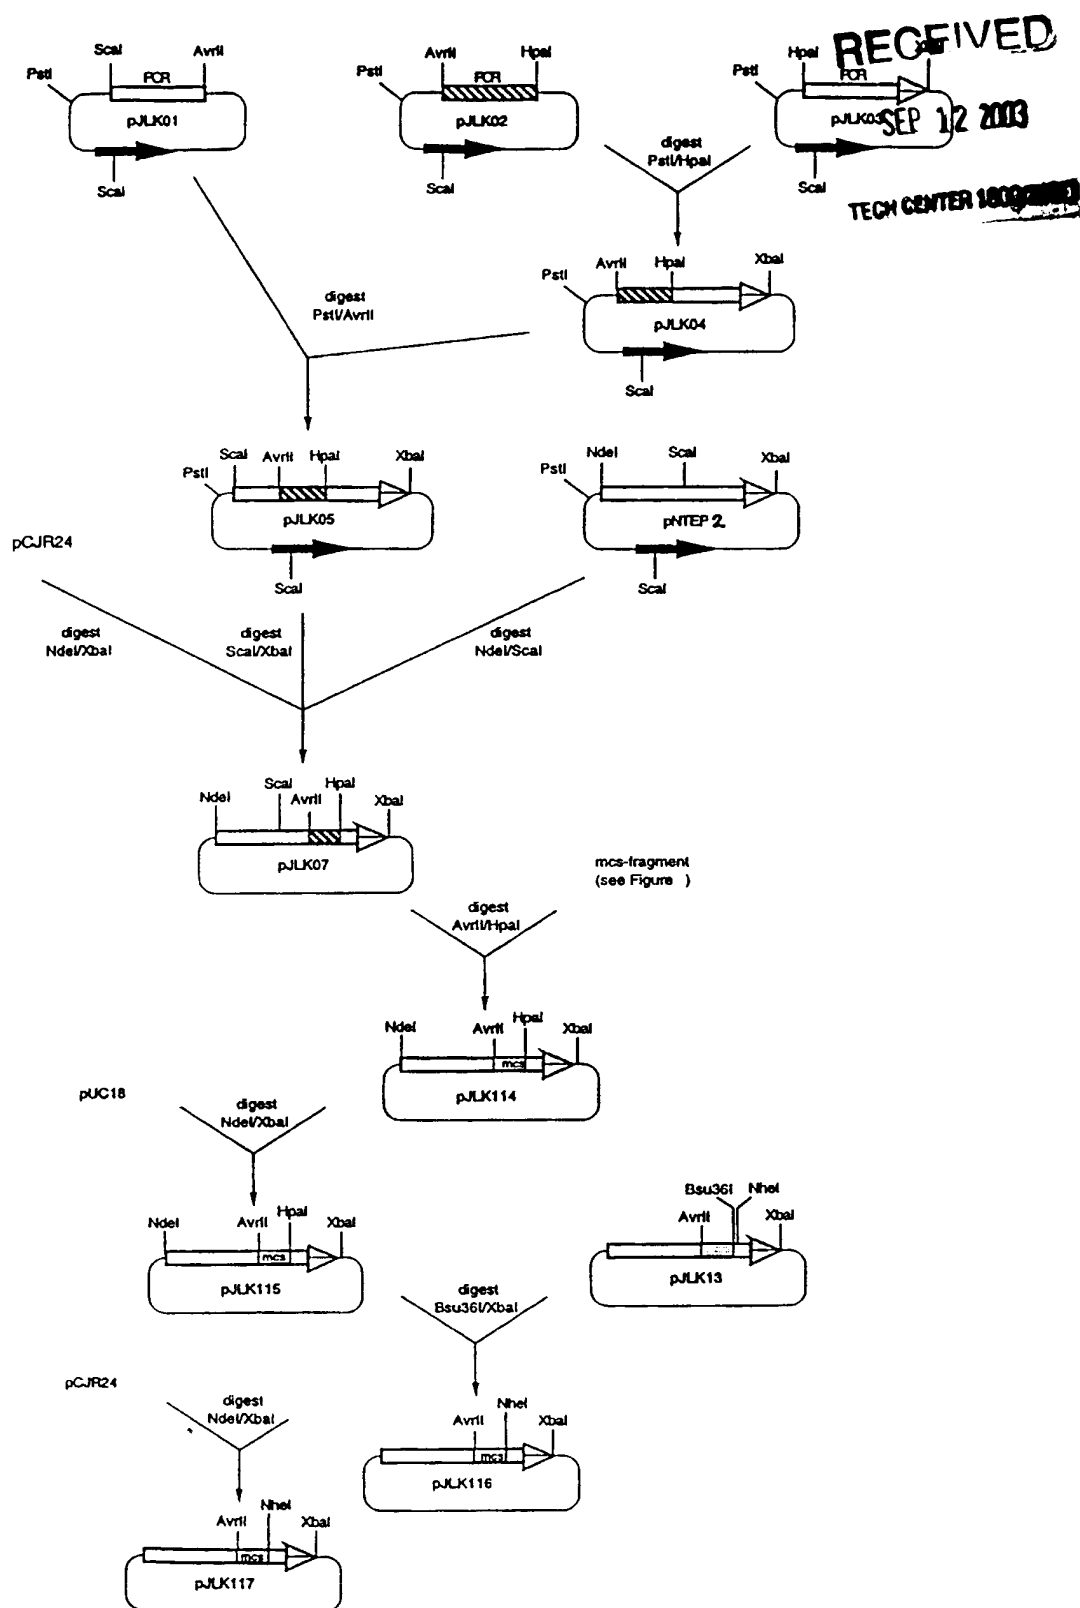 RECEIVED
SEP 12 2003
TECH CENTER
PstI
ScaI
AvrII
PCR
pJLK01
ScaI
PstI
AvrII
HpaI
PCR
pJLK02
ScaI
PstI
HpaI
PCR
pJLK03
ScaI
digest
PstI/HpaI
PstI
AvrII
HpaI
XbaI
pJLK04
ScaI
digest
PstI/AvrII
PstI
ScaI
AvrII
HpaI
XbaI
pJLK05
ScaI
PstI
NdeI
ScaI
XbaI
pNTEP2
ScaI
pCJR24
digest
NdeI/XbaI
digest
ScaI/XbaI
digest
NdeI/ScaI
NdeI
ScaI
AvrII
HpaI
XbaI
pJLK07
mcs-fragment
(see Figure )
digest
AvrII/HpaI
NdeI
AvrII
HpaI
XbaI
mcs
pJLK114
pUC18
digest
NdeI/XbaI
NdeI
AvrII
HpaI
XbaI
mcs
pJLK115
Bsu36I
NheI
AvrII
XbaI
pJLK13
digest
Bsu36I/XbaI
pCJR24
digest
NdeI/XbaI
AvrII
NheI
XbaI
mcs
pJLK116
AvrII
NheI
XbaI
mcs
pJLK117